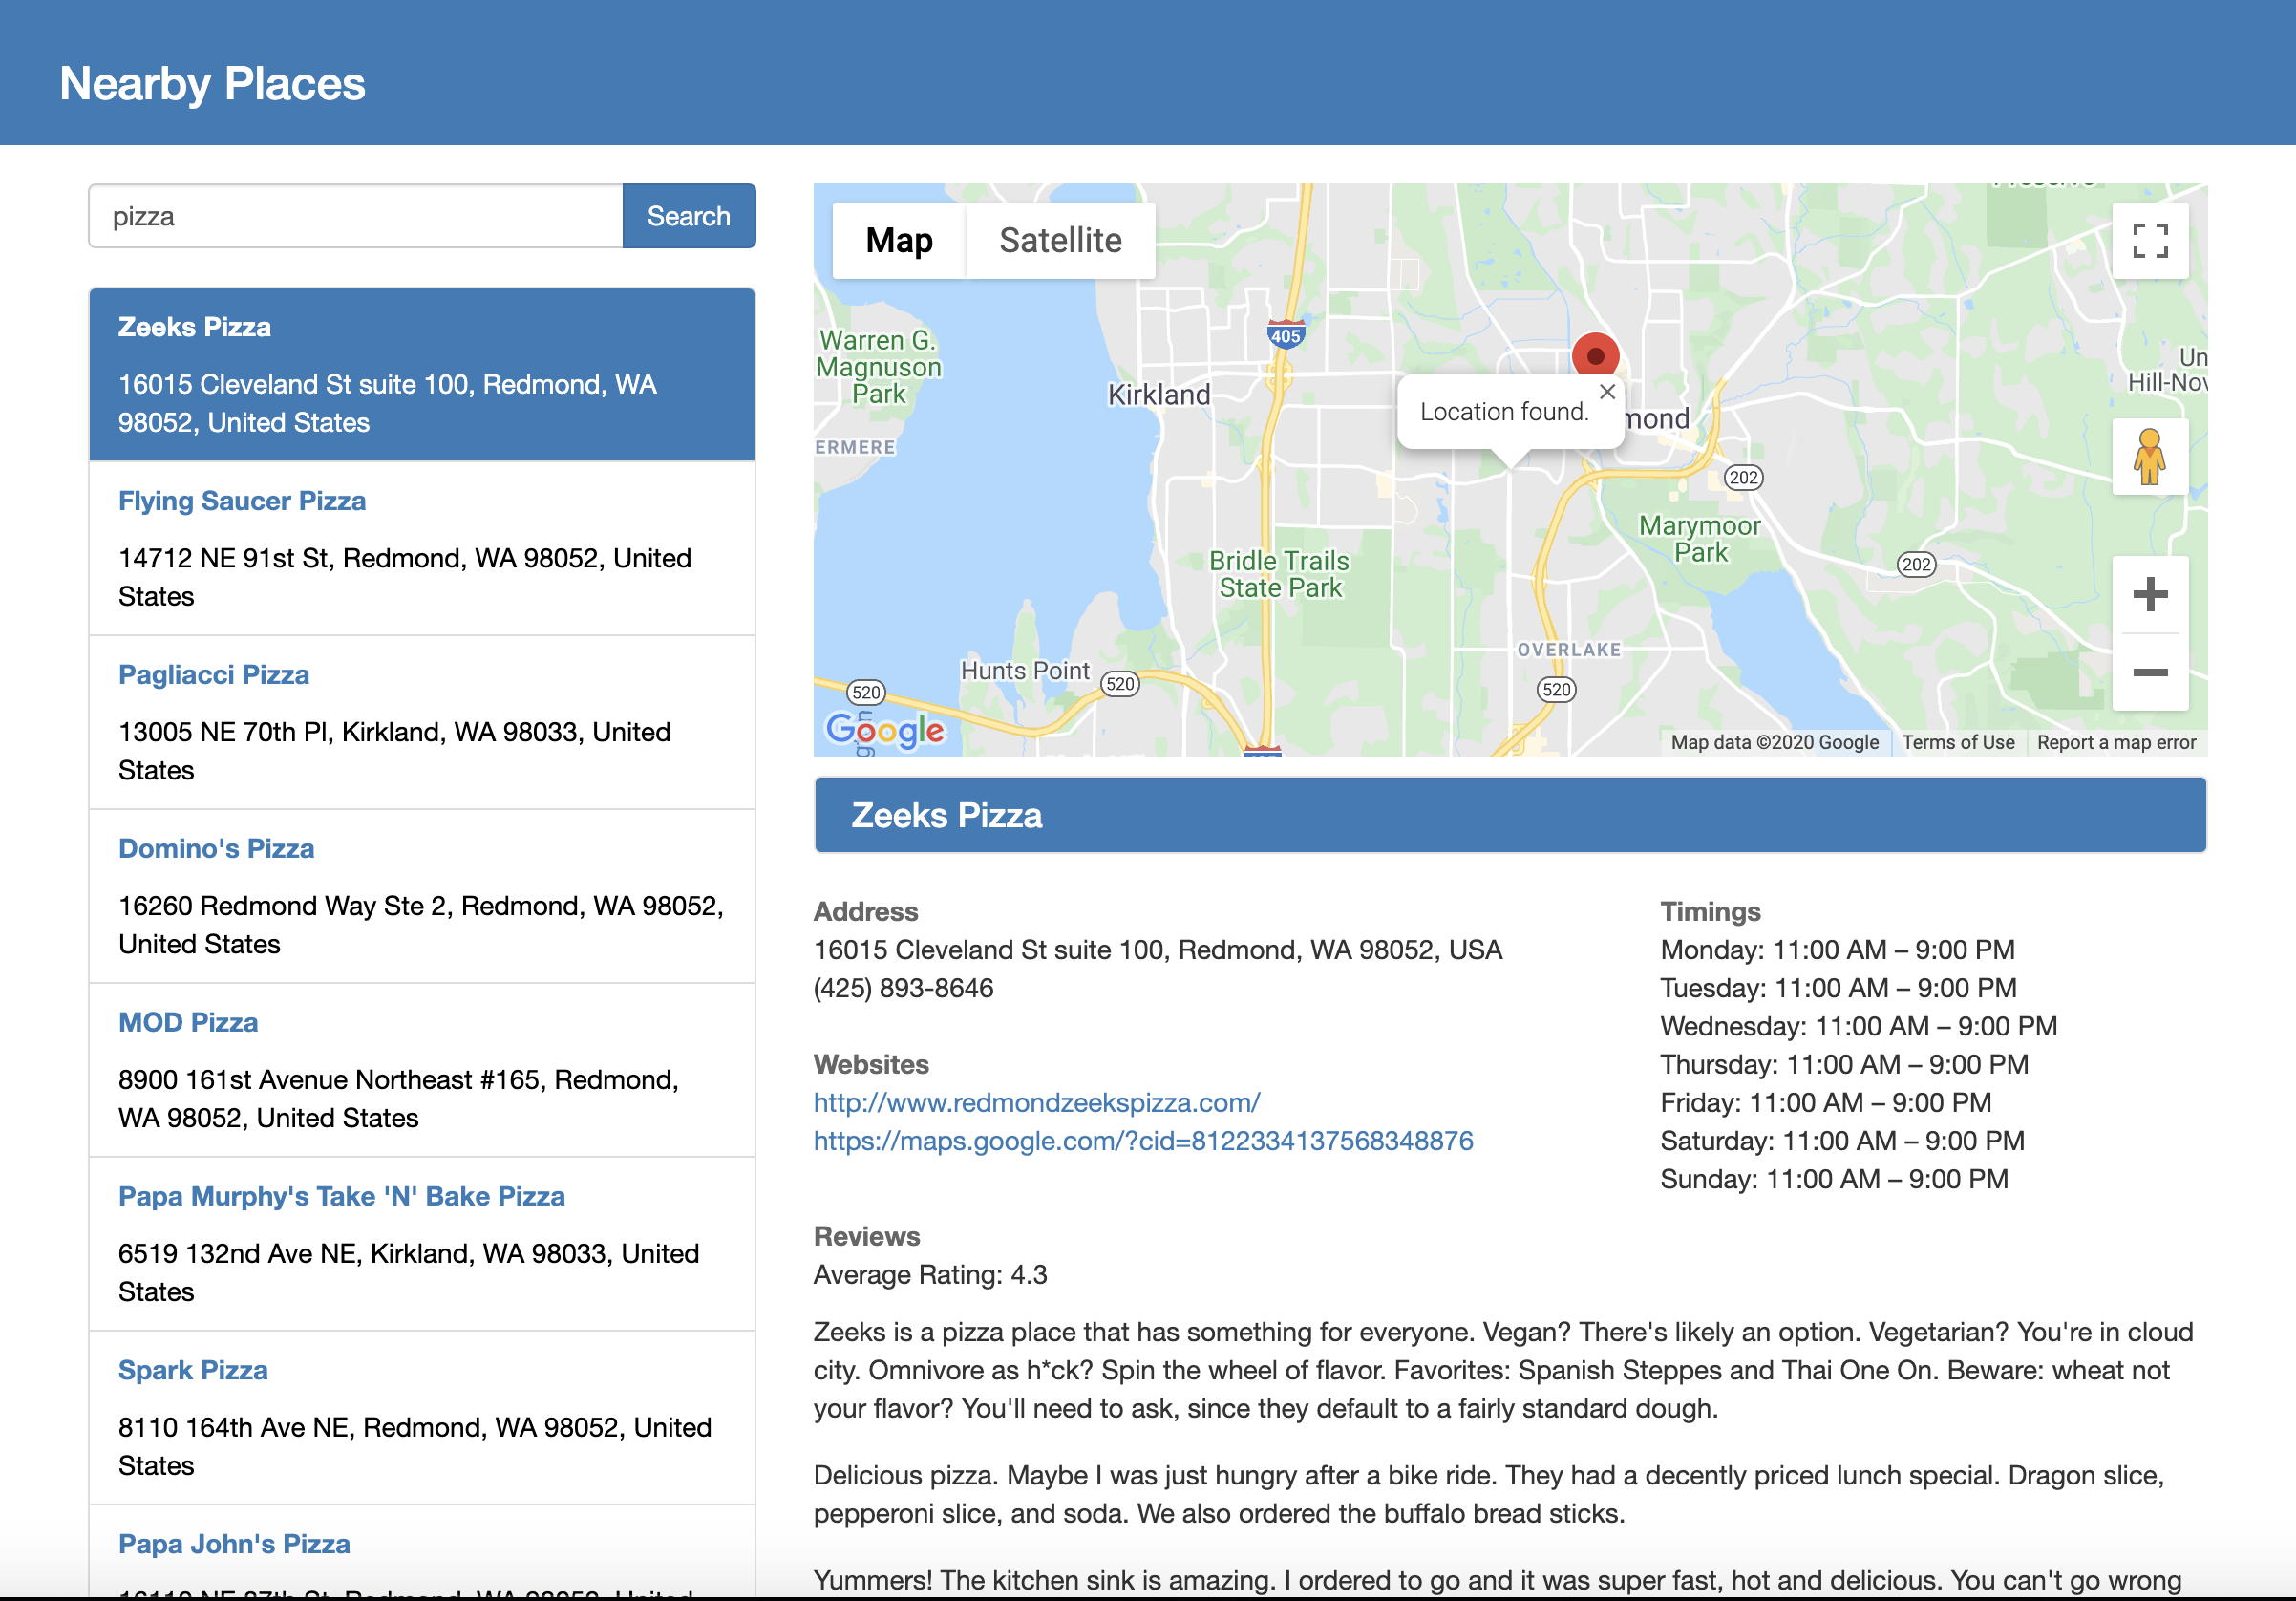 Nearby Places
pizza
Search
Zeeks Pizza
16015 Cleveland St suite 100, Redmond, WA
98052, United States
Flying Saucer Pizza
14712 NE 91st St, Redmond, WA 98052, United
States
Pagliacci Pizza
13005 NE 70th Pl, Kirkland, WA 98033, United
States
Domino's Pizza
16260 Redmond Way Ste 2, Redmond, WA 98052,
United States
MOD Pizza
8900 161st Avenue Northeast #165, Redmond,
WA 98052, United States
Papa Murphy's Take 'N' Bake Pizza
6519 132nd Ave NE, Kirkland, WA 98033, United
States
Spark Pizza
8110 164th Ave NE, Redmond, WA 98052, United
States
Papa John's Pizza
Map
Satellite
Warren G.
Magnuson
Park
ERMERE
Kirkland
405
Location found.
mond
Un
Hill-Nov
202
Marymoor
Park
202
Bridle Trails
State Park
OVERLAKE
Hunts Point
520
520
520
Google
Map data ©2020 Google
Terms of Use
Report a map error
Zeeks Pizza
Address
16015 Cleveland St suite 100, Redmond, WA 98052, USA
(425) 893-8646
Websites
http://www.redmondzeekspizza.com/
https://maps.google.com/?cid=8122334137568348876
Timings
Monday: 11:00 AM – 9:00 PM
Tuesday: 11:00 AM – 9:00 PM
Wednesday: 11:00 AM – 9:00 PM
Thursday: 11:00 AM – 9:00 PM
Friday: 11:00 AM – 9:00 PM
Saturday: 11:00 AM – 9:00 PM
Sunday: 11:00 AM – 9:00 PM
Reviews
Average Rating: 4.3
Zeeks is a pizza place that has something for everyone. Vegan? There's likely an option. Vegetarian? You're in cloud
city. Omnivore as h*ck? Spin the wheel of flavor. Favorites: Spanish Steppes and Thai One On. Beware: wheat not
your flavor? You'll need to ask, since they default to a fairly standard dough.
Delicious pizza. Maybe I was just hungry after a bike ride. They had a decently priced lunch special. Dragon slice,
pepperoni slice, and soda. We also ordered the buffalo bread sticks.
Yummers! The kitchen sink is amazing. I ordered to go and it was super fast, hot and delicious. You can't go wrong